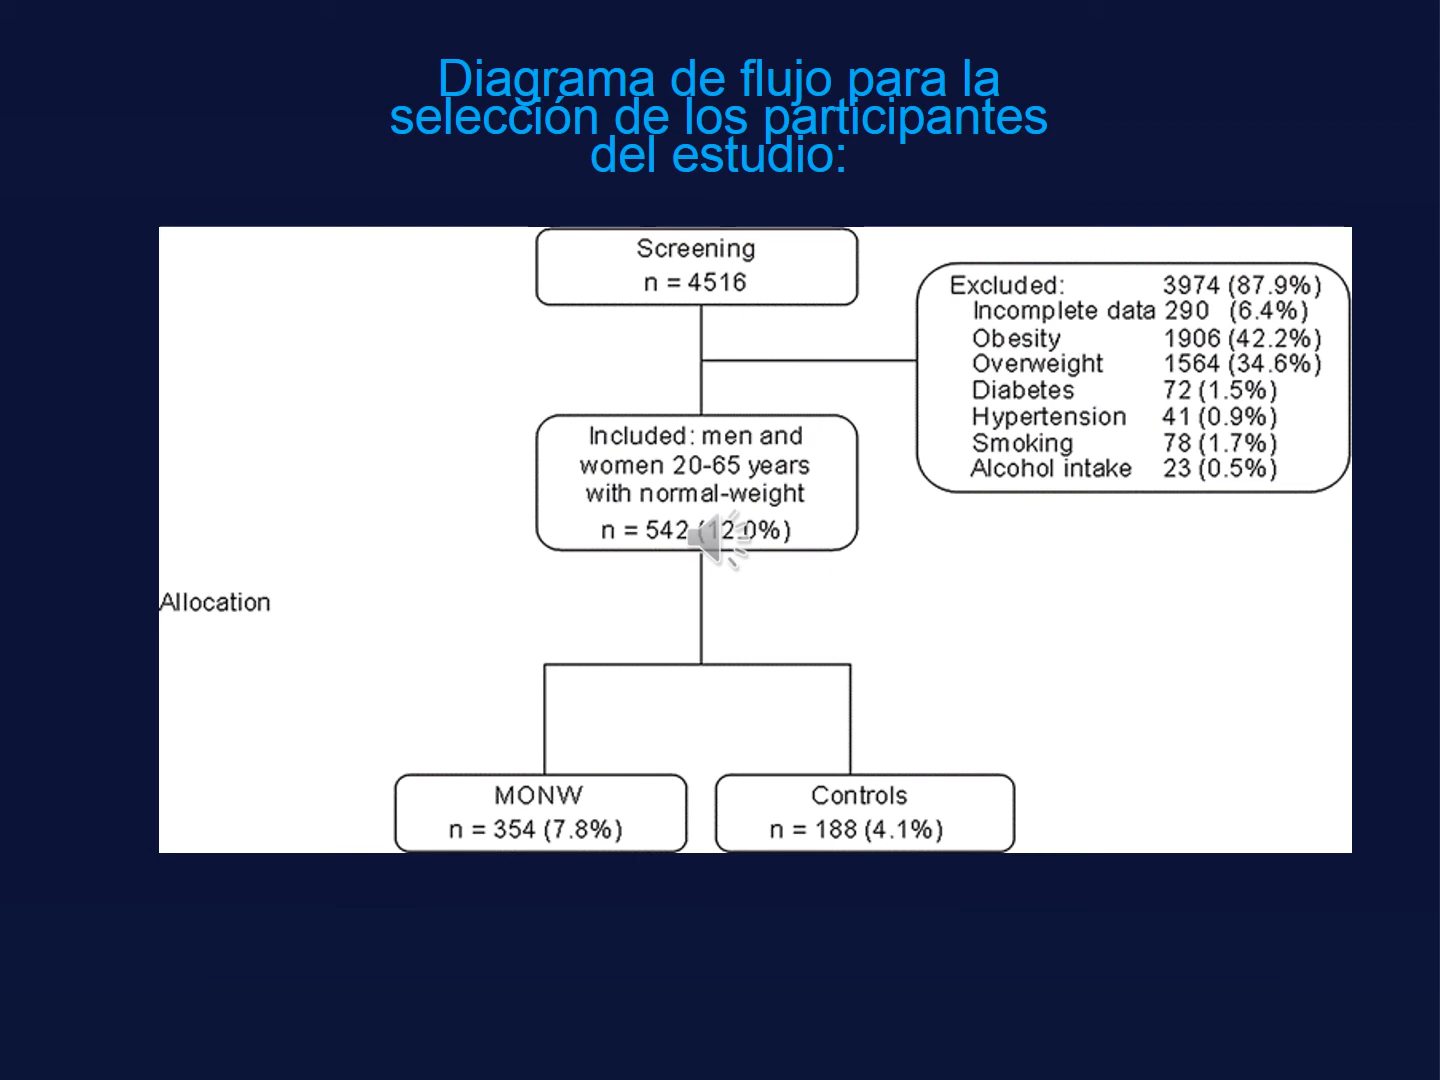 Diagrama de flujo para la
selección de los participantes
del estudio:
Screening
n = 4516
Excluded: 3974 (87.9%)
Incomplete data 290 (6.4%)
Obesity 1906 (42.2%)
Overweight 1564 (34.6%)
Diabetes 72 (1.5%)
Hypertension 41 (0.9%)
Smoking 78 (1.7%)
Alcohol intake 23 (0.5%)
Included: men and
women 20-65 years
with normal-weight
n = 542 (12.0%)
Allocation
MONW
n = 354 (7.8%)
Controls
n = 188 (4.1%)